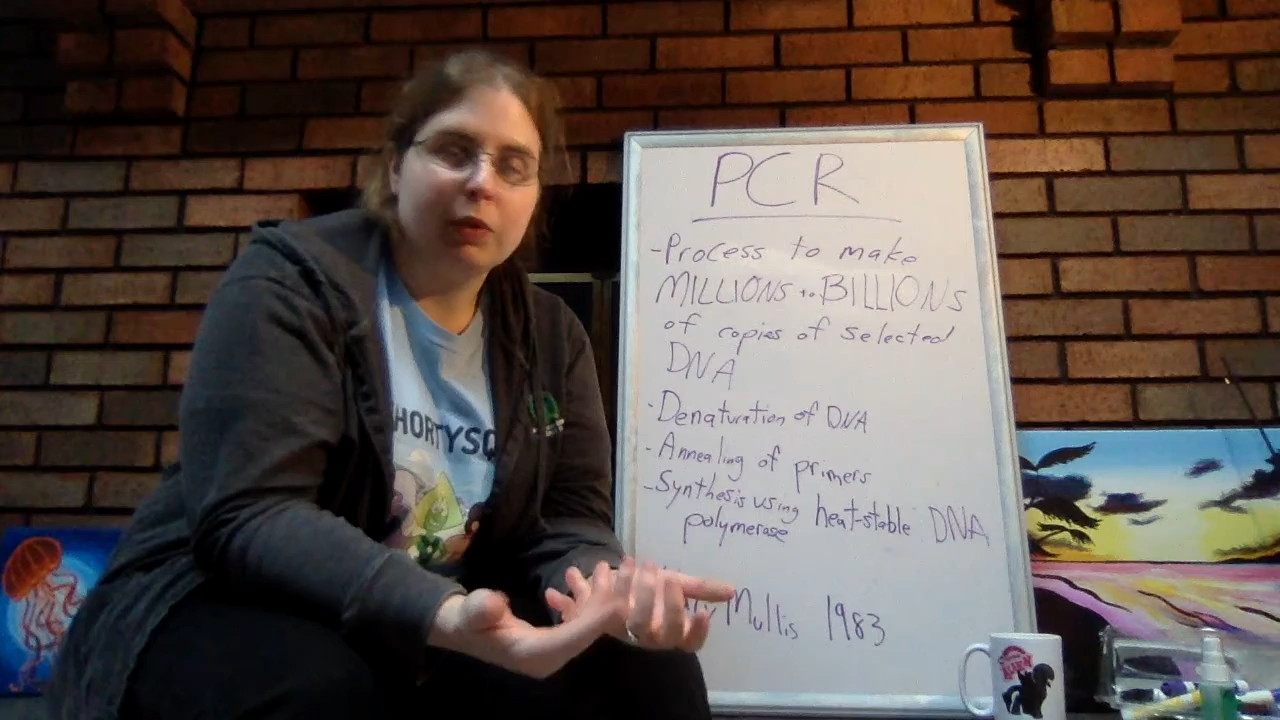 PCR
-Process to make
MILLIONS to BILLIONS
of copies of selected
DNA
-Denaturation of DNA
-Annealing of primers
-Synthesis using heat-stable DNA
polymerase
Mullis 1983
HORTYSQ